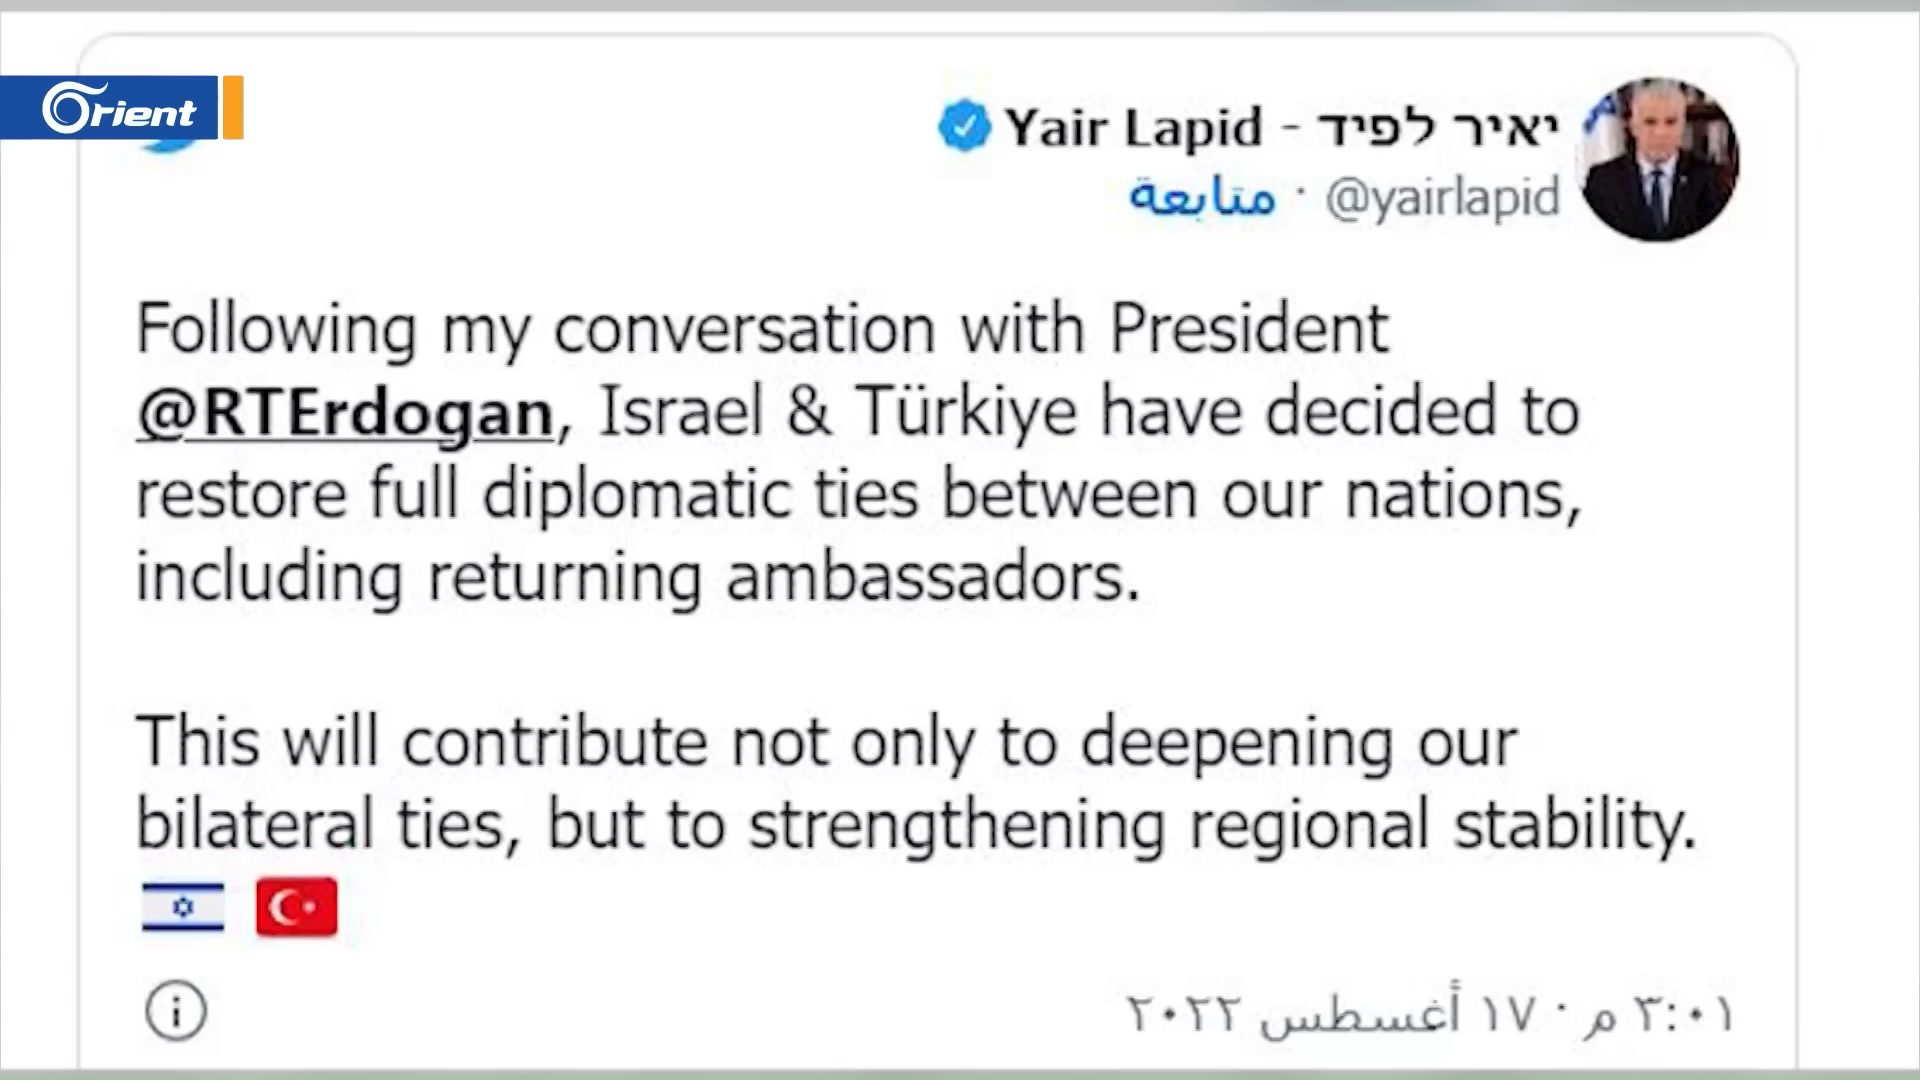 Orient
Yair Lapid - יאיר לפיד
@yairlapid · متابعة
Following my conversation with President
@RTErdogan, Israel & Türkiye have decided to
restore full diplomatic ties between our nations,
including returning ambassadors.
This will contribute not only to deepening our
bilateral ties, but to strengthening regional stability.
٣:٠١ م · ١٧ أغسطس ٢٠٢٢